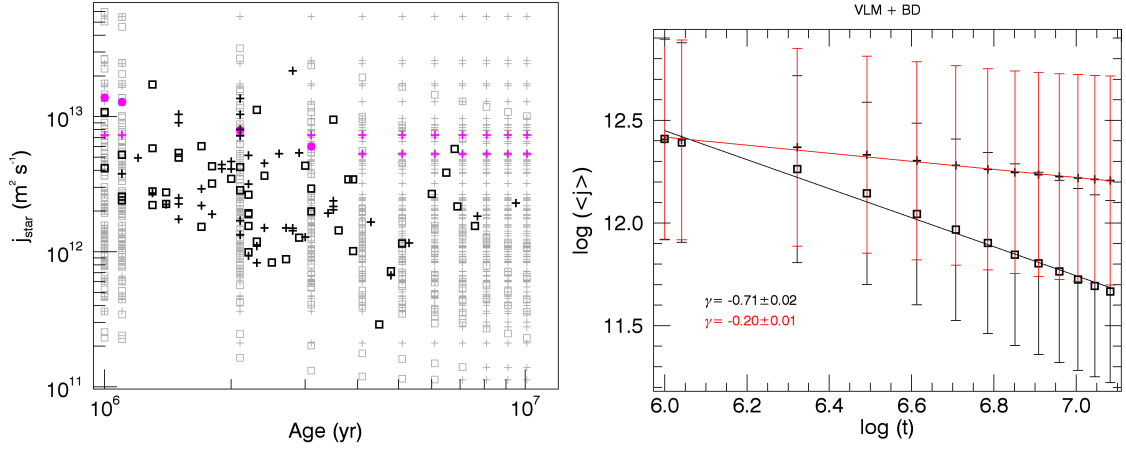 VLM + BD
j_star (m² s⁻¹)
10¹³
10¹²
10¹¹
10⁶
10⁷
Age (yr)
log (<j>)
12.5
12.0
11.5
γ= -0.71±0.02
γ= -0.20±0.01
6.0 6.2 6.4 6.6 6.8 7.0
log (t)